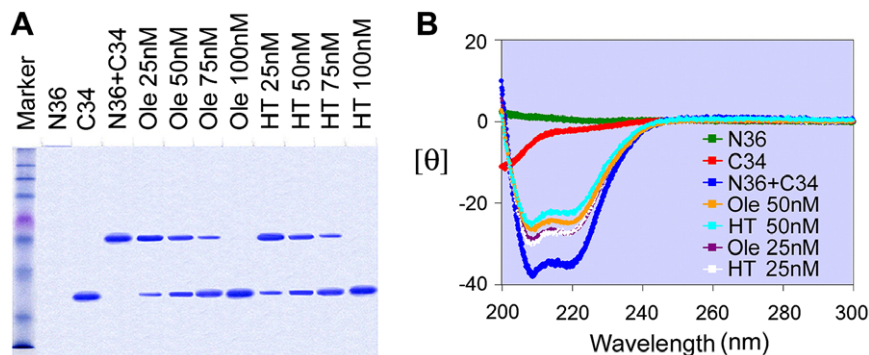 A
Marker
N36
C34
N36+C34
Ole 25nM
Ole 50nM
Ole 75nM
Ole 100nM
HT 25nM
HT 50nM
HT 75nM
HT 100nM
B
20
0
-20
-40
[θ]
N36
C34
N36+C34
Ole 50nM
HT 50nM
Ole 25nM
HT 25nM
200 220 240 260 280 300
Wavelength (nm)